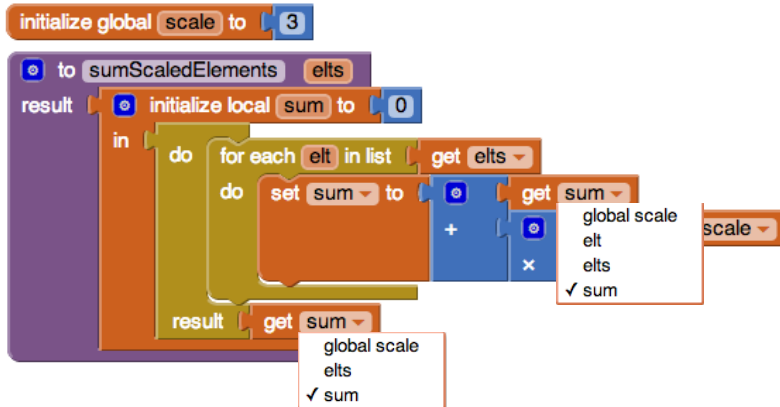 initialize global scale to 3
to sumScaledElements elts
result initialize local sum to 0
in do for each elt in list get elts
do set sum to get sum
+ scale
×
global scale
elt
elts
✓ sum
result get sum
global scale
elts
✓ sum